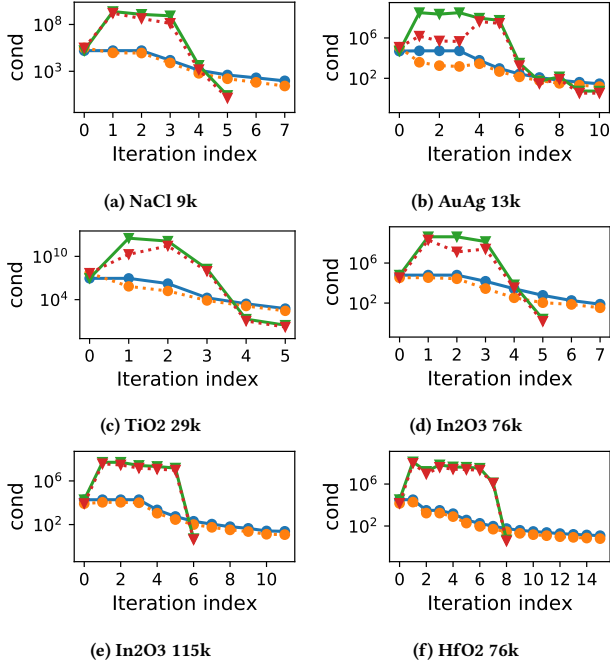 10^8
10^3
cond
0 1 2 3 4 5 6 7
Iteration index
(a) NaCl 9k
10^6
10^2
cond
0 2 4 6 8 10
Iteration index
(b) AuAg 13k
10^10
10^4
cond
0 1 2 3 4 5
Iteration index
(c) TiO2 29k
10^6
10^2
cond
0 1 2 3 4 5 6 7
Iteration index
(d) In2O3 76k
10^6
10^2
cond
0 2 4 6 8 10
Iteration index
(e) In2O3 115k
10^6
10^2
cond
0 2 4 6 8 10 12 14
Iteration index
(f) HfO2 76k